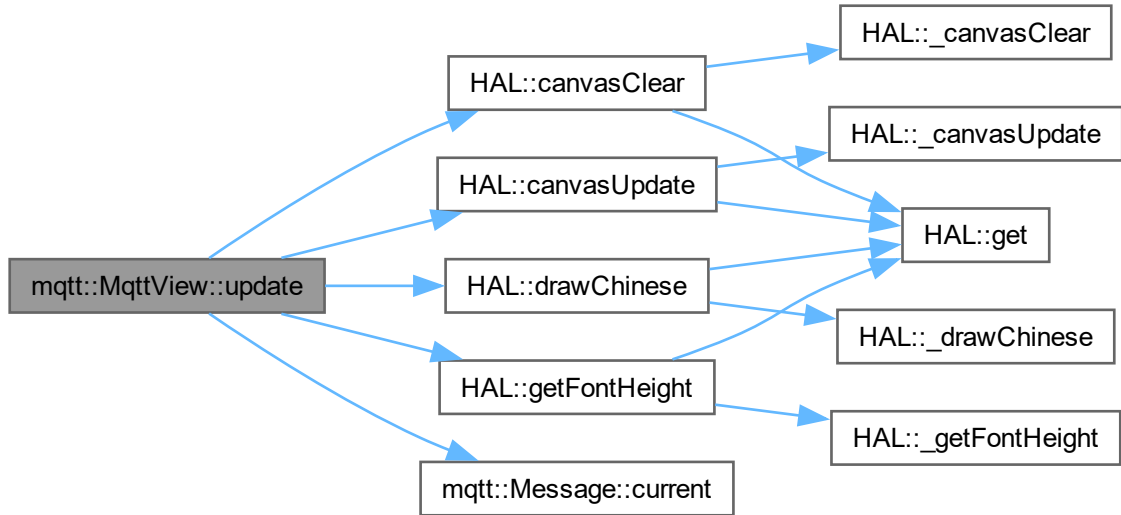 HAL::_canvasClear
HAL::canvasClear
HAL::_canvasUpdate
HAL::canvasUpdate
HAL::get
mqtt::MqttView::update
HAL::drawChinese
HAL::_drawChinese
HAL::getFontHeight
HAL::_getFontHeight
mqtt::Message::current